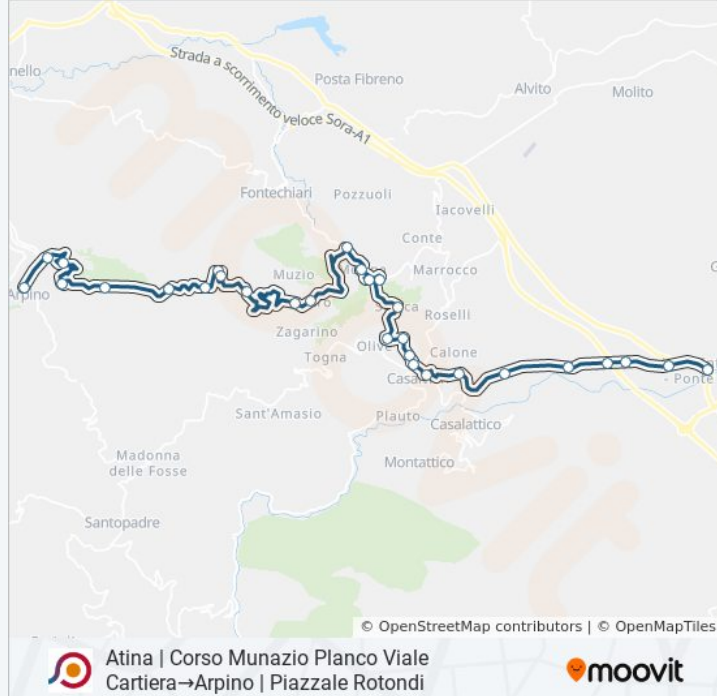 nello
Strada a scorrimento veloce Sora-A1
Posta Fibreno
Alvito
Molito
Fontechiari
Pozzuoli
Iacovelli
Conte
Muzio
Marrocco
Arpino
Roselli
Zagarino
Olive
Calone
Togna
- Ponte
Sant'Amasio
Plauto
Casalattico
Montattico
Madonna
delle Fosse
Santopadre
© OpenStreetMap contributors | © OpenMapTiles
Atina | Corso Munazio Planco Viale
Cartiera→Arpino | Piazzale Rotondi
moovit